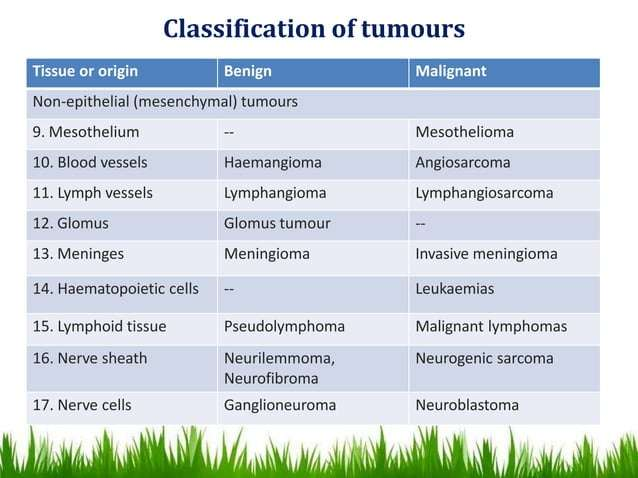 Classification of tumours
Tissue or origin Benign Malignant
Non-epithelial (mesenchymal) tumours
9. Mesothelium -- Mesothelioma
10. Blood vessels Haemangioma Angiosarcoma
11. Lymph vessels Lymphangioma Lymphangiosarcoma
12. Glomus Glomus tumour --
13. Meninges Meningioma Invasive meningioma
14. Haematopoietic cells -- Leukaemias
15. Lymphoid tissue Pseudolymphoma Malignant lymphomas
16. Nerve sheath Neurilemmoma, Neurogenic sarcoma
Neurofibroma
17. Nerve cells Ganglioneuroma Neuroblastoma